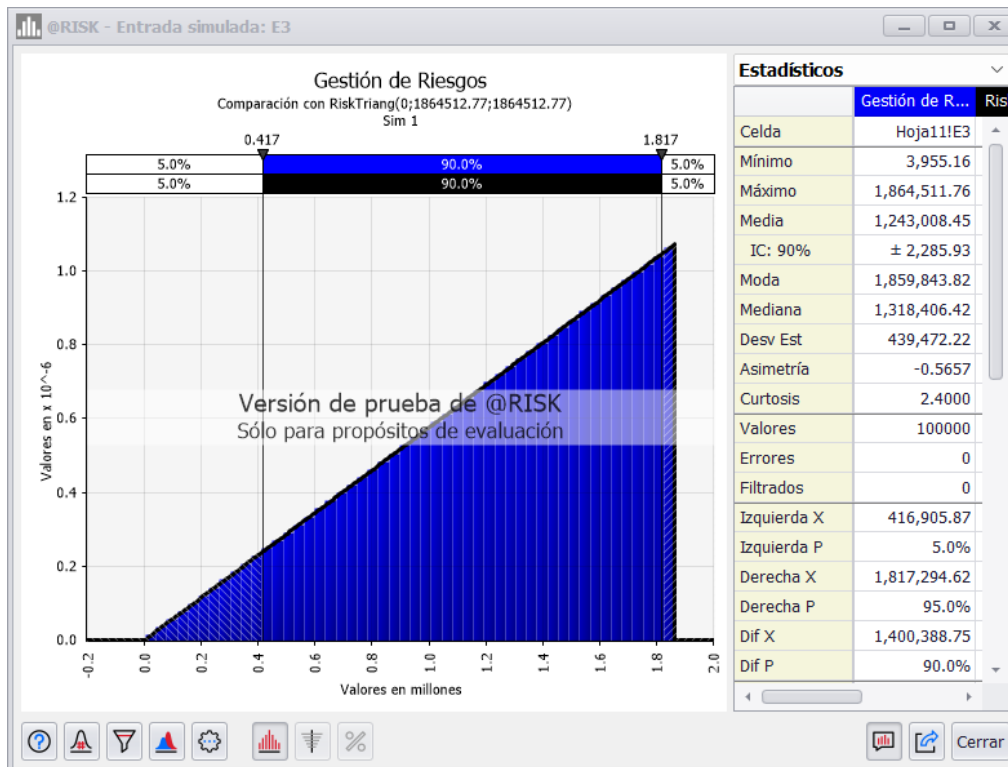 @RISK - Entrada simulada: E3
Gestión de Riesgos
Comparación con RiskTriang(0;1864512.77;1864512.77)
Sim 1
0.417 1.817
5.0% 90.0% 5.0%
5.0% 90.0% 5.0%
1.2
1.0
0.8
0.6
0.4
0.2
0.0
Valores en x 10^-6
Versión de prueba de @RISK
Sólo para propósitos de evaluación
-0.2 0.0 0.2 0.4 0.6 0.8 1.0 1.2 1.4 1.6 1.8 2.0
Valores en millones
Estadísticos
Gestión de R... Ris
Celda Hoja11!E3
Mínimo 3,955.16
Máximo 1,864,511.76
Media 1,243,008.45
IC: 90% ± 2,285.93
Moda 1,859,843.82
Mediana 1,318,406.42
Desv Est 439,472.22
Asimetría -0.5657
Curtosis 2.4000
Valores 100000
Errores 0
Filtrados 0
Izquierda X 416,905.87
Izquierda P 5.0%
Derecha X 1,817,294.62
Derecha P 95.0%
Dif X 1,400,388.75
Dif P 90.0%
Cerrar